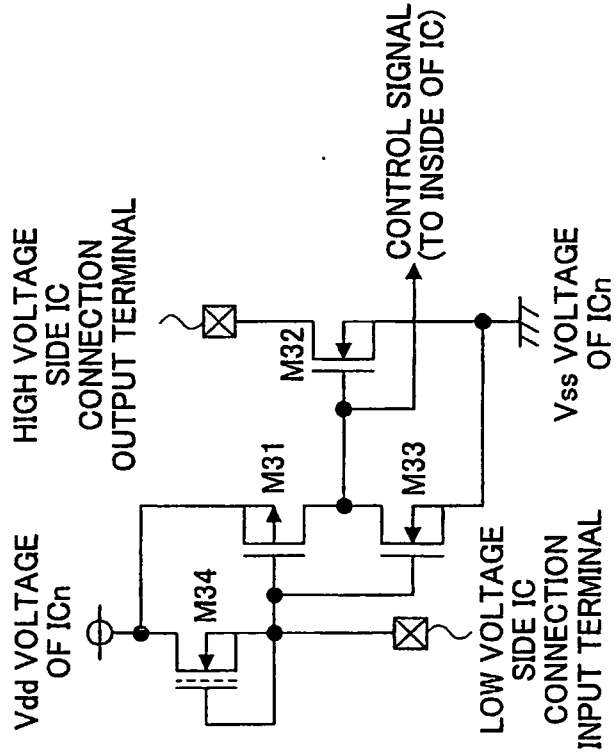 Vdd VOLTAGE
OF ICn
HIGH VOLTAGE
SIDE IC
CONNECTION
OUTPUT TERMINAL
M34
M31
M32
M33
CONTROL SIGNAL
(TO INSIDE OF IC)
LOW VOLTAGE
SIDE IC
CONNECTION
INPUT TERMINAL
Vss VOLTAGE
OF ICn